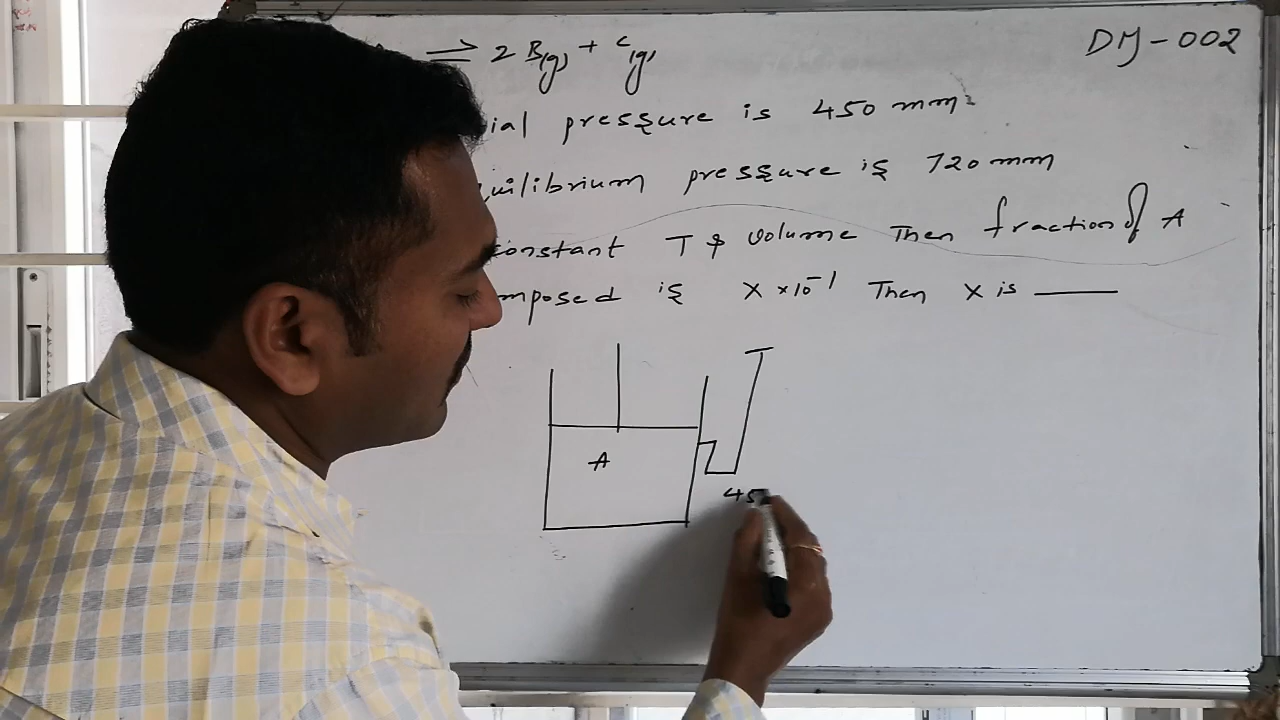 ⇌ 2 B(g) + C(g) DM-002
ial pressure is 450 mm
quilibrium pressure is 720 mm
constant T & volume Then fraction of A
mposed is X × 10⁻¹ Then X is ____
A
45